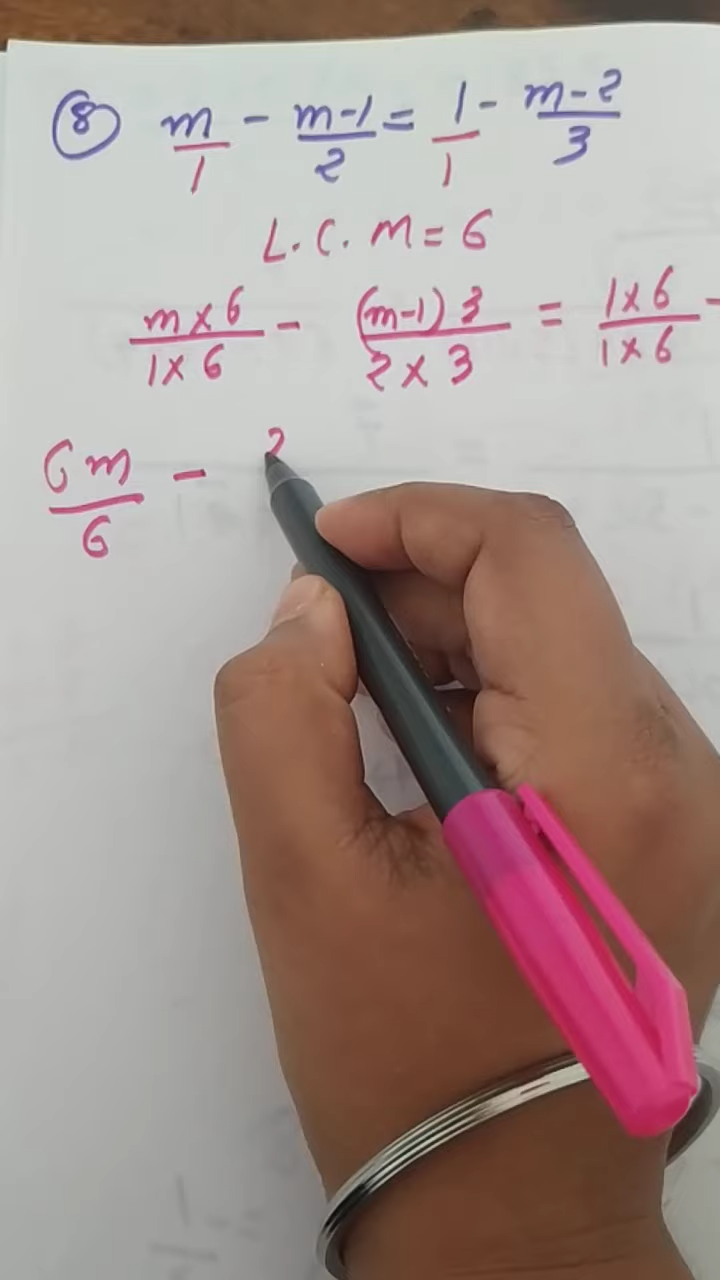 8 m/1 - m-1/2 = 1/1 - m-2/3
L.C.M = 6
m×6/1×6 - (m-1)3/2×3 = 1×6/1×6 -
6m/6 -